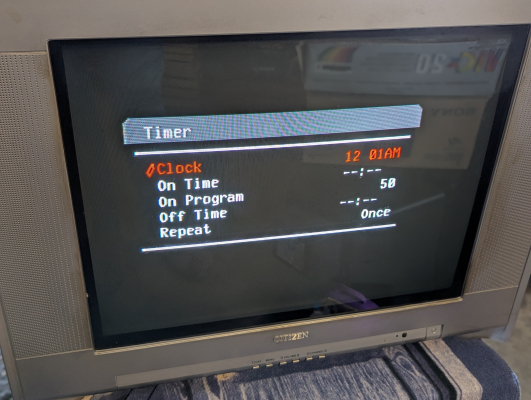 Timer
Clock 12 01AM
On Time --:--
On Program 50
Off Time --:--
Repeat Once
CITIZEN